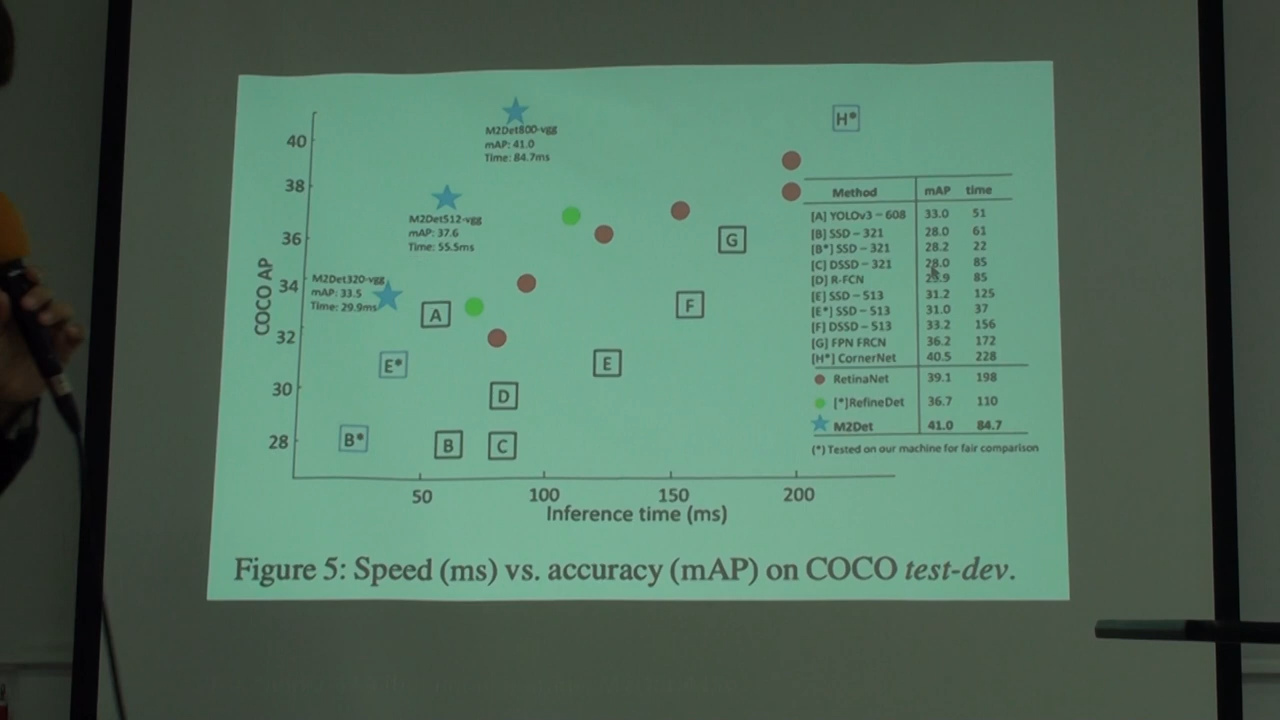 40
38
36
34
32
30
28
COCO AP
M2Det800-vgg
mAP: 41.0
Time: 84.7ms
M2Det512-vgg
mAP: 37.6
Time: 55.5ms
M2Det320-vgg
mAP: 33.5
Time: 29.9ms
H*
G
F
A
E*
E
D
B*
B
C
50 100 150 200
Inference time (ms)
Method mAP time
[A] YOLOv3 – 608 33.0 51
[B] SSD – 321 28.0 61
[B*] SSD – 321 28.2 22
[C] DSSD – 321 28.0 85
[D] R-FCN 85
[E] SSD – 513 31.2 125
[E*] SSD – 513 31.0 37
[F] DSSD – 513 33.2 156
[G] FPN FRCN 36.2 172
[H*] CornerNet 40.5 228
RetinaNet 39.1 198
[*]RefineDet 36.7 110
M2Det 41.0 84.7
(*) Tested on our machine for fair comparison
Figure 5: Speed (ms) vs. accuracy (mAP) on COCO test-dev.